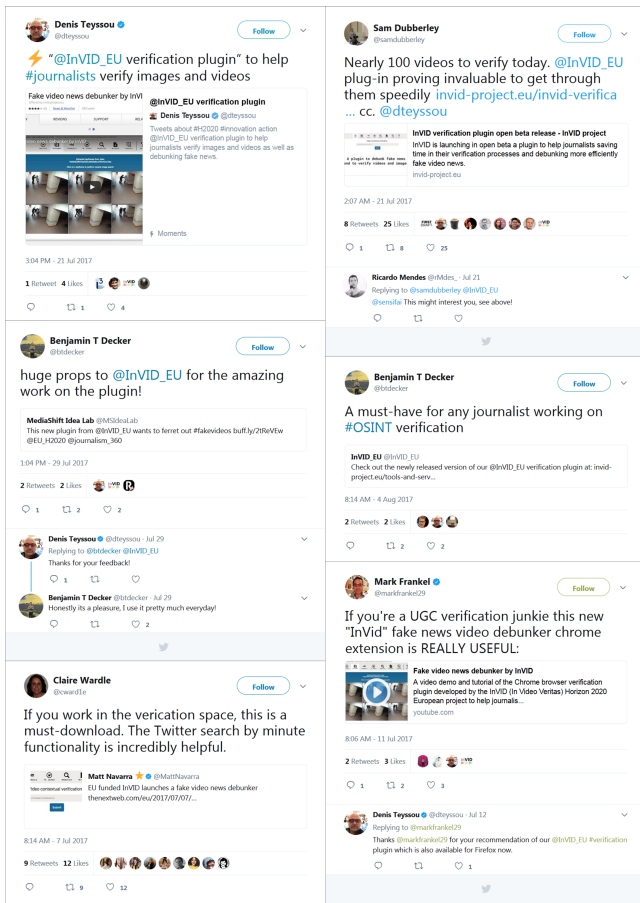 Denis Teyssou
@dteyssou
Follow
⚡ “@InVID_EU verification plugin” to help
#journalists verify images and videos
Fake video news debunker by InVI
REVIEWS
SUPPORT
@InVID_EU verification plugin
Denis Teyssou @dteyssou
Tweets about #H2020 #innovation action
@InVID_EU verification plugin to help
journalists verify images and videos as well as
debunking fake news.
Moments
3:04 PM - 21 Jul 2017
1 Retweet 4 Likes
1
4
Benjamin T Decker
@btdecker
Follow
huge props to @InVID_EU for the amazing
work on the plugin!
MediaShift Idea Lab @MSIdeaLab
This new plugin from @InVID_EU wants to ferret out #fakevideos buff.ly/2tReVEw
@EU_H2020 @journalism_360
1:04 PM - 29 Jul 2017
2 Retweets 2 Likes
1
2
2
Denis Teyssou @dteyssou · Jul 29
Replying to @btdecker @InVID_EU
Thanks for your feedback!
1
Benjamin T Decker @btdecker · Jul 29
Honestly its a pleasure, I use it pretty much everyday!
2
Claire Wardle
@cward1e
Follow
If you work in the verication space, this is a
must-download. The Twitter search by minute
functionality is incredibly helpful.
Video contextual verification
Matt Navarra @MattNavarra
EU funded InVID launches a fake video news debunker
thenextweb.com/eu/2017/07/07/...
8:14 AM - 7 Jul 2017
9 Retweets 12 Likes
9
12
Sam Dubberley
@samdubberley
Follow
Nearly 100 videos to verify today. @InVID_EU
plug-in proving invaluable to get through
then speedily invid-project.eu/invid-verifica
... cc. @dteyssou
a plugin to debunk fake news
and to verify videos and image
InVID verification plugin open beta release - InVID project
InVID is launching in open beta a plugin to help journalists saving
time in their verification processes and debunking more efficiently
fake video news.
invid-project.eu
2:07 AM - 21 Jul 2017
8 Retweets 25 Likes
1
8
25
Ricardo Mendes @rMdes_ · Jul 21
Replying to @samdubberley @InVID_EU
@sensifai This might interest you, see above!
Benjamin T Decker
@btdecker
Follow
A must-have for any journalist working on
#OSINT verification
InVID_EU @InVID_EU
Check out the newly released version of our @InVID_EU verification plugin at: invid-
project.eu/tools-and-serv...
8:14 AM - 4 Aug 2017
2 Retweets 2 Likes
2
2
Mark Frankel
@markfrankel29
Follow
If you're a UGC verification junkie this new
"InVid" fake news video debunker chrome
extension is REALLY USEFUL:
Fake video news debunker by InVID
A video demo and tutorial of the Chrome browser verification
plugin developed by the InVID (In Video Veritas) Horizon 2020
European project to help journalis...
youtube.com
8:06 AM - 11 Jul 2017
2 Retweets 3 Likes
1
2
3
Denis Teyssou @dteyssou · Jul 12
Replying to @markfrankel29
Thanks @markfrankel29 for your recommendation of our @InVID_EU #verification
plugin which is also available for Firefox now.
1